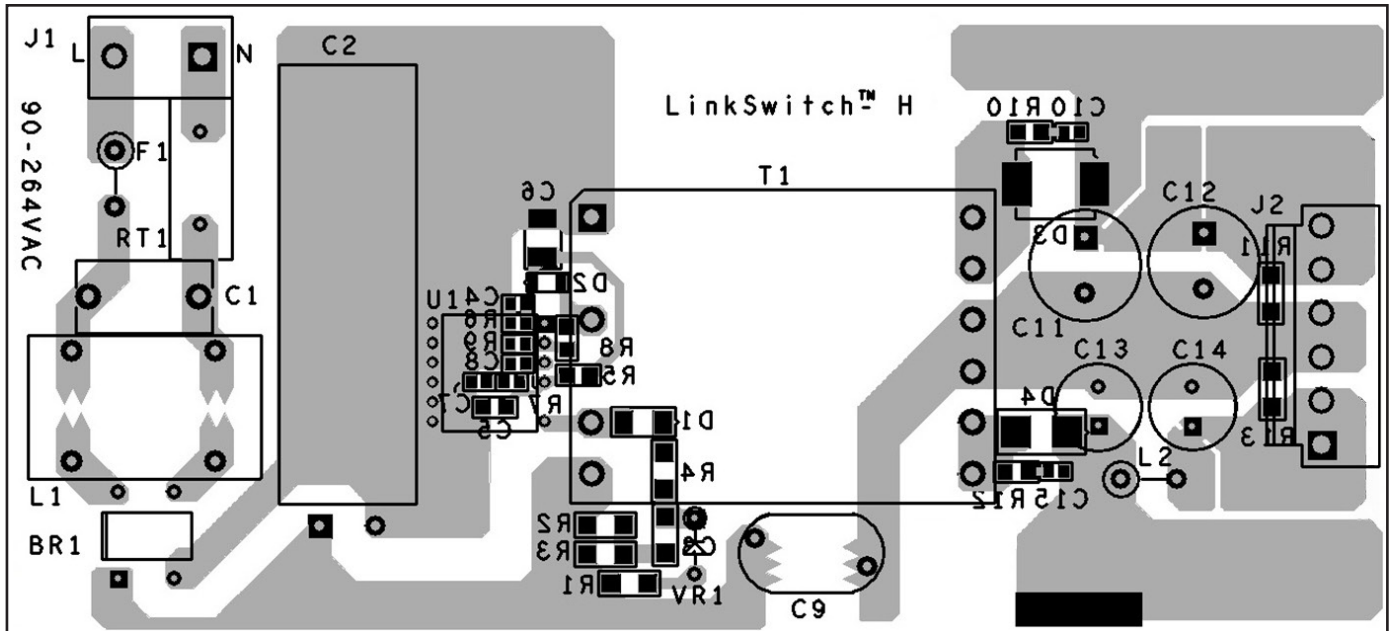 J1
L
N
C2
90-264VAC
F1
RT1
C1
L1
BR1
LinkSwitch™ H
T1
C6
D2
U1
C4
R6
R9
C8
C7
R7
C5
R8
R5
D1
R4
R2
R3
R1
C3
VR1
C9
R10
C10
D3
C11
C12
J2
R11
C13
C14
D4
R13
L2
R12
C15